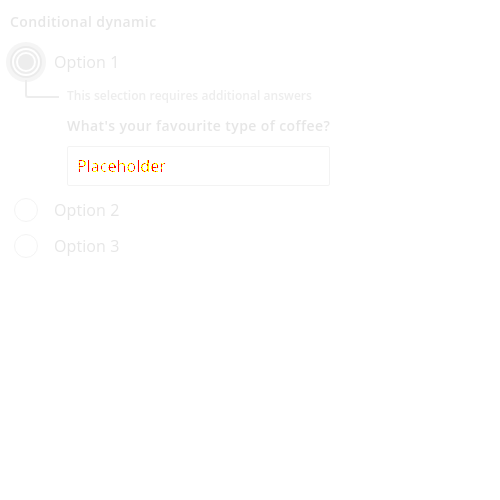 Conditional dynamic
Option 1
This selection requires additional answers
What's your favourite type of coffee?
Placeholder
Option 2
Option 3